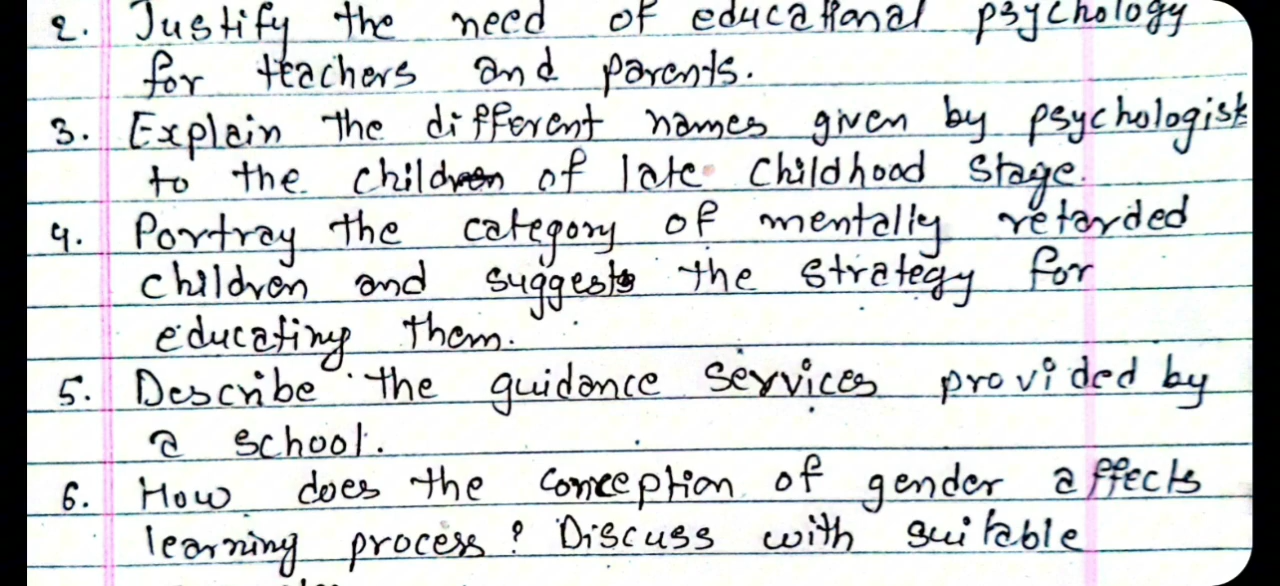 2. Justify the need of educational psychology
for teachers and parents.
3. Explain the different names given by psychologist
to the children of late childhood stage.
4. Portray the category of mentally retarded
children and suggest the strategy for
educating them.
5. Describe the guidance services provided by
a school.
6. How does the conception of gender affects
learning process? Discuss with suitable